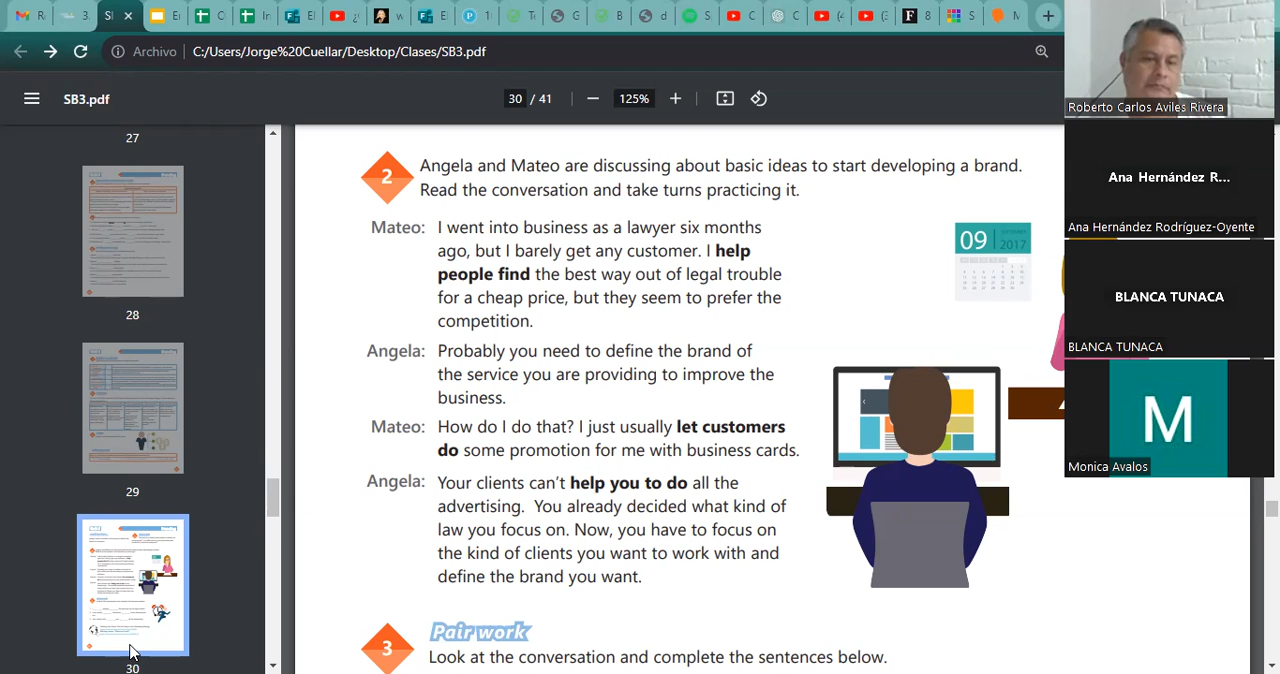 SI
Archivo
C:/Users/Jorge%20Cuellar/Desktop/Clases/SB3.pdf
SB3.pdf
30 / 41
125%
27
28
29
30
2
Angela and Mateo are discussing about basic ideas to start developing a brand.
Read the conversation and take turns practicing it.
Mateo: I went into business as a lawyer six months
ago, but I barely get any customer. I help
people find the best way out of legal trouble
for a cheap price, but they seem to prefer the
competition.
Angela: Probably you need to define the brand of
the service you are providing to improve the
business.
Mateo: How do I do that? I just usually let customers
do some promotion for me with business cards.
Angela: Your clients can't help you to do all the
advertising. You already decided what kind of
law you focus on. Now, you have to focus on
the kind of clients you want to work with and
define the brand you want.
09
2017
3
Pair work
Look at the conversation and complete the sentences below.
Roberto Carlos Aviles Rivera
Ana Hernández R...
Ana Hernández Rodríguez-Oyente
BLANCA TUNACA
BLANCA TUNACA
M
Monica Avalos